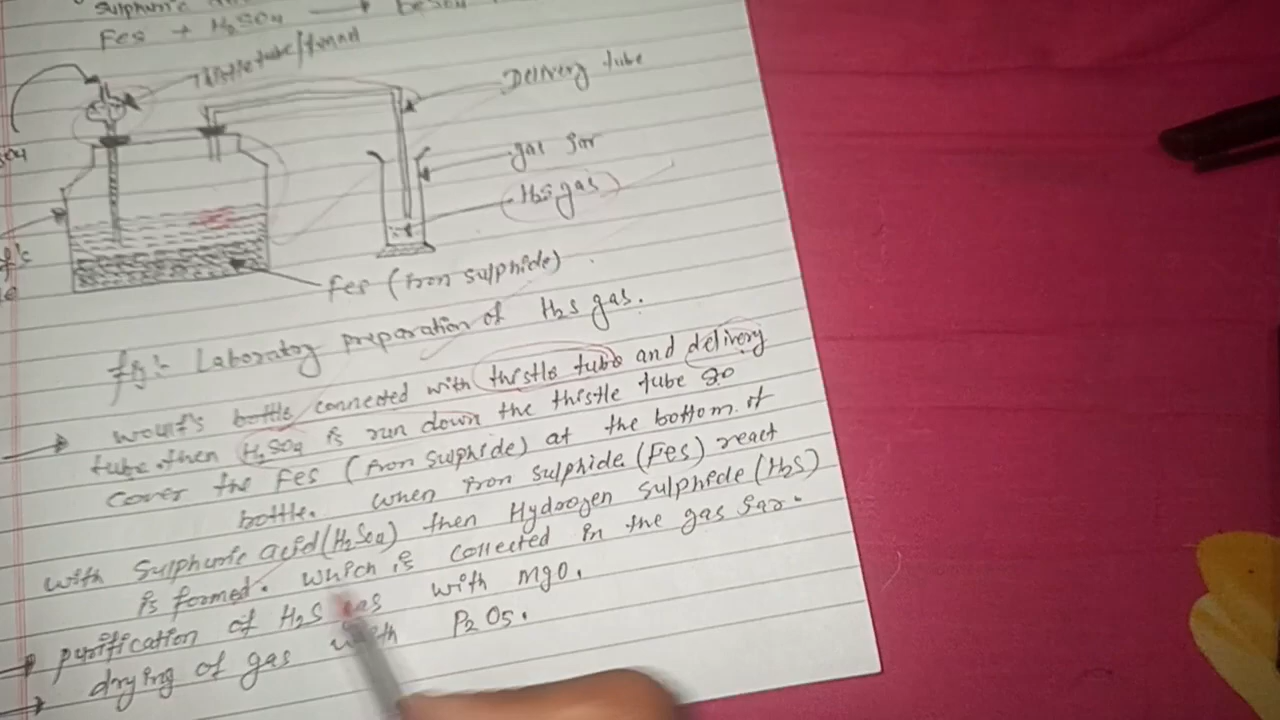 Sulphuric
Fes + H2SO4 →
Thistle tube/funnel
Delivery tube
gas Jar
H2s gas
Fes (Iron sulphide)
fig:- Laboratory preparation of H2S gas.
→ Woulf's bottle connected with thistle tube and delivery
tube. then H2SO4 is run down the thistle tube so
cover the Fes (Iron sulphide) at the bottom of
bottle. when Iron sulphide (Fes) react
with Sulphuric acid (H2So4) then Hydrogen Sulphide (H2S)
is formed. which is collected in the gas Jar.
→ purification of H2S gas with MgO.
→ drying of gas with P2O5.